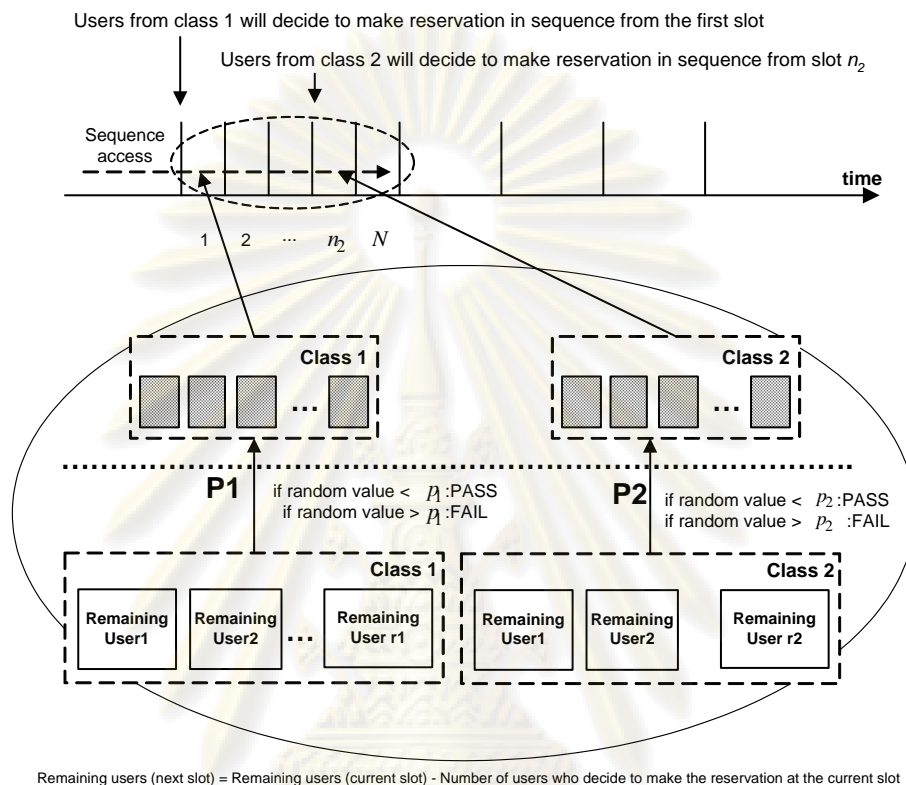 Users from class 1 will decide to make reservation in sequence from the first slot
Users from class 2 will decide to make reservation in sequence from slot n2
Sequence
access
time
1 2 ... n2 N
Class 1
...
Class 2
...
P1
if random value < p1:PASS
if random value > p1:FAIL
P2
if random value < p2:PASS
if random value > p2 :FAIL
Class 1
Remaining
User1
Remaining
User2
...
Remaining
User r1
Class 2
Remaining
User1
Remaining
User2
Remaining
User r2
Remaining users (next slot) = Remaining users (current slot) - Number of users who decide to make the reservation at the current slot